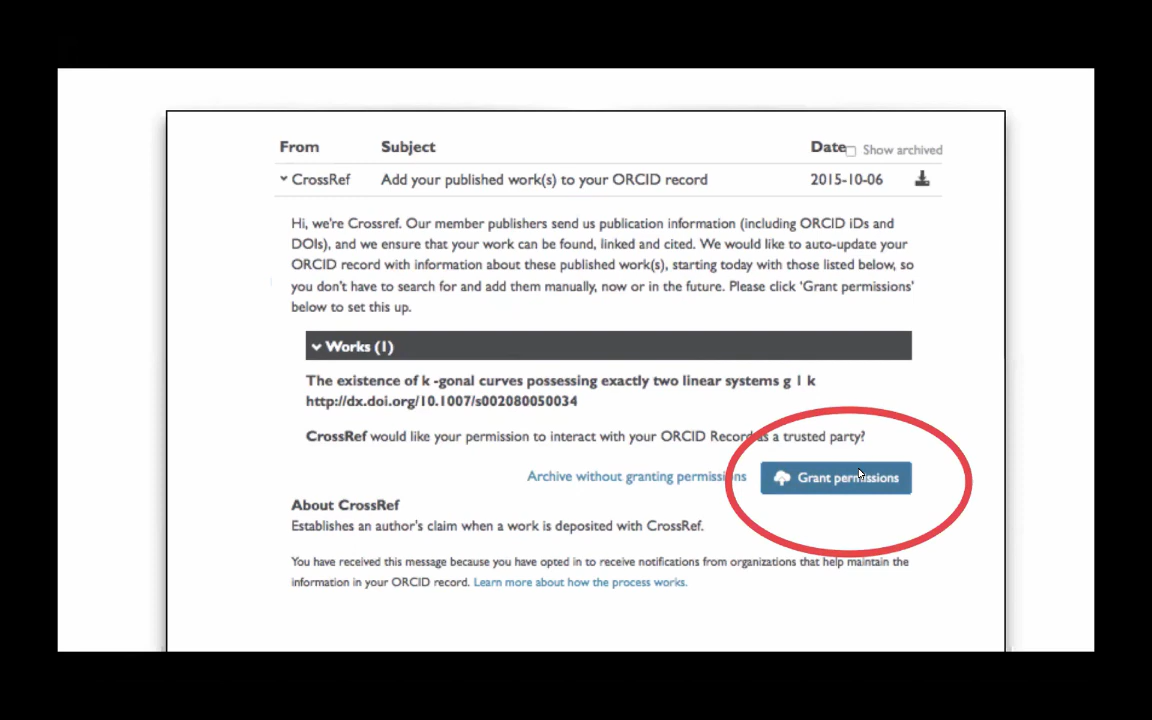 From Subject Date Show archived
CrossRef Add your published work(s) to your ORCID record 2015-10-06
Hi, we're Crossref. Our member publishers send us publication information (including ORCID iDs and
DOIs), and we ensure that your work can be found, linked and cited. We would like to auto-update your
ORCID record with information about these published work(s), starting today with those listed below, so
you don't have to search for and add them manually, now or in the future. Please click 'Grant permissions'
below to set this up.
Works (1)
The existence of k -gonal curves possessing exactly two linear systems g 1 k
http://dx.doi.org/10.1007/s002080050034
CrossRef would like your permission to interact with your ORCID Record as a trusted party?
Archive without granting permissions Grant permissions
About CrossRef
Establishes an author's claim when a work is deposited with CrossRef.
You have received this message because you have opted in to receive notifications from organizations that help maintain the
information in your ORCID record. Learn more about how the process works.